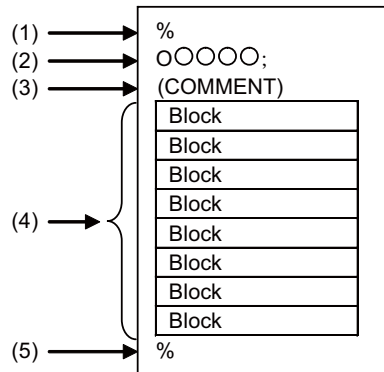 (1) %
(2) O○○○○;
(3) (COMMENT)
Block
Block
Block
Block
(4) Block
Block
Block
Block
(5) %